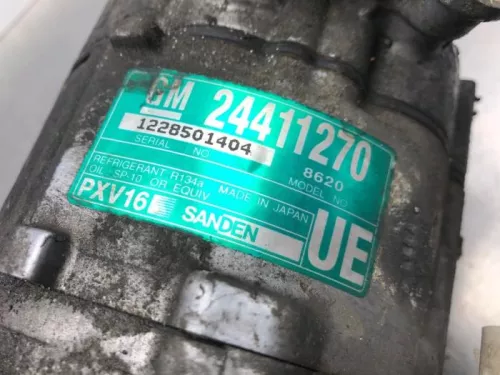 GM 24411270
1228501404 8620
SERIAL NO. MODEL NO.
REFRIGERANT R134a MADE IN JAPAN
OIL -SP-10 OR EQUIV
PXV16 SANDEN UE